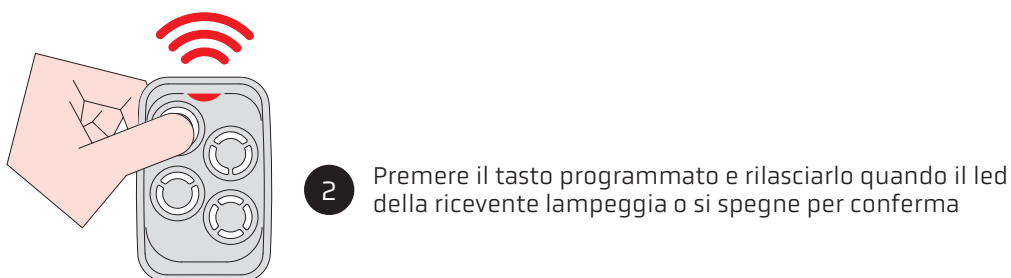 2
Premere il tasto programmato e rilasciarlo quando il led
della ricevente lampeggia o si spegne per conferma